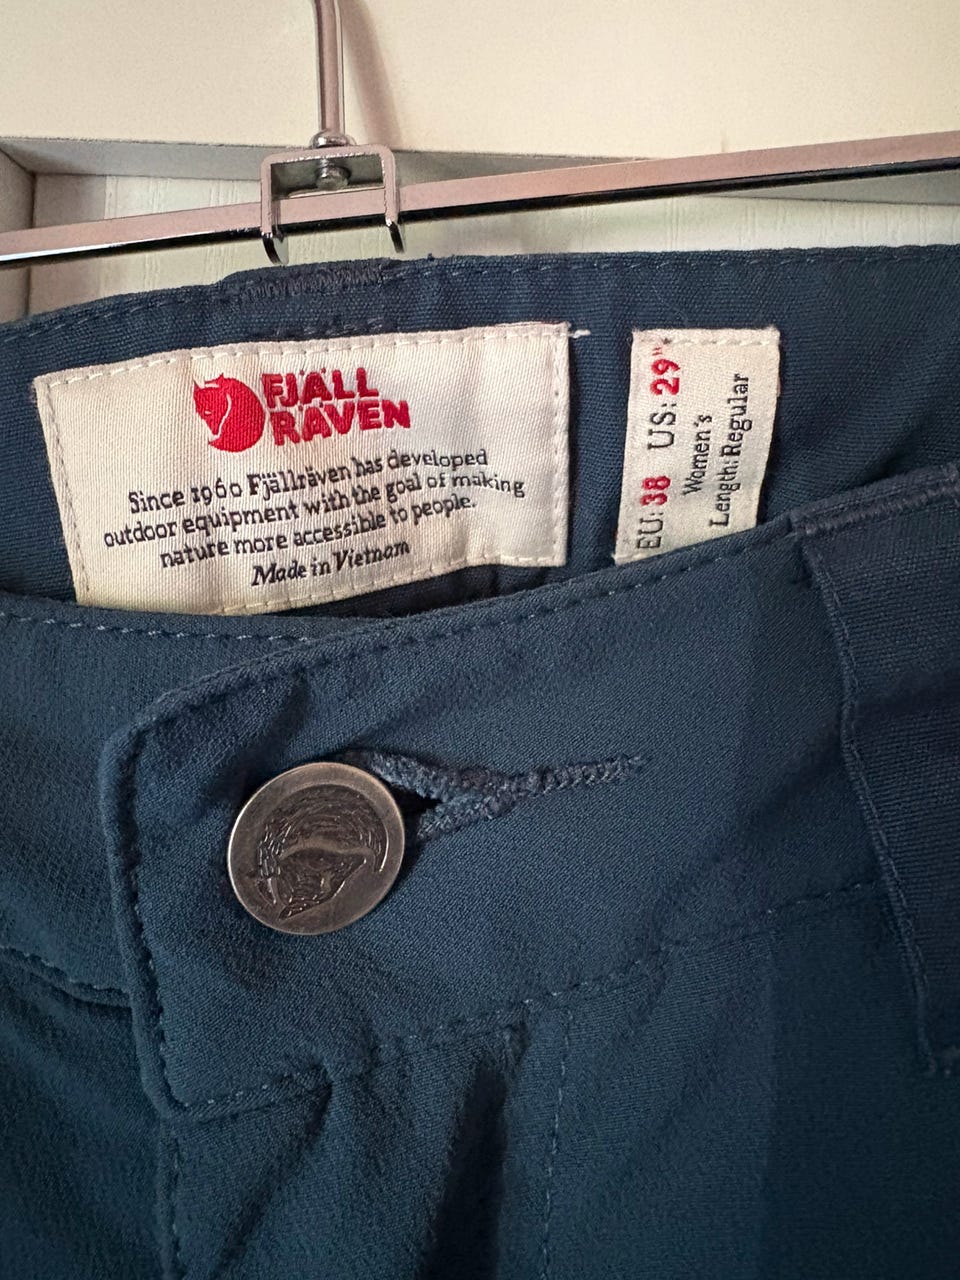 FJÄLL
RÄVEN
Since 1960 Fjällräven has developed
outdoor equipment with the goal of making
nature more accessible to people.
Made in Vietnam
EU: 38 US: 29"
Women's
Length: Regular